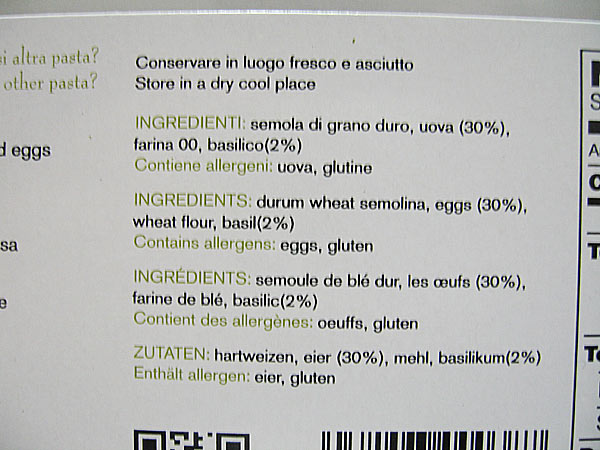 si altra pasta?
other pasta?
d eggs
sa
e
Conservare in luogo fresco e asciutto
Store in a dry cool place
INGREDIENTI: semola di grano duro, uova (30%),
farina 00, basilico(2%)
Contiene allergeni: uova, glutine
INGREDIENTS: durum wheat semolina, eggs (30%),
wheat flour, basil(2%)
Contains allergens: eggs, gluten
INGRÉDIENTS: semoule de blé dur, les œufs (30%),
farine de blé, basilic(2%)
Contient des allergènes: oeuffs, gluten
ZUTATEN: hartweizen, eier (30%), mehl, basilikum(2%)
Enthält allergen: eier, gluten